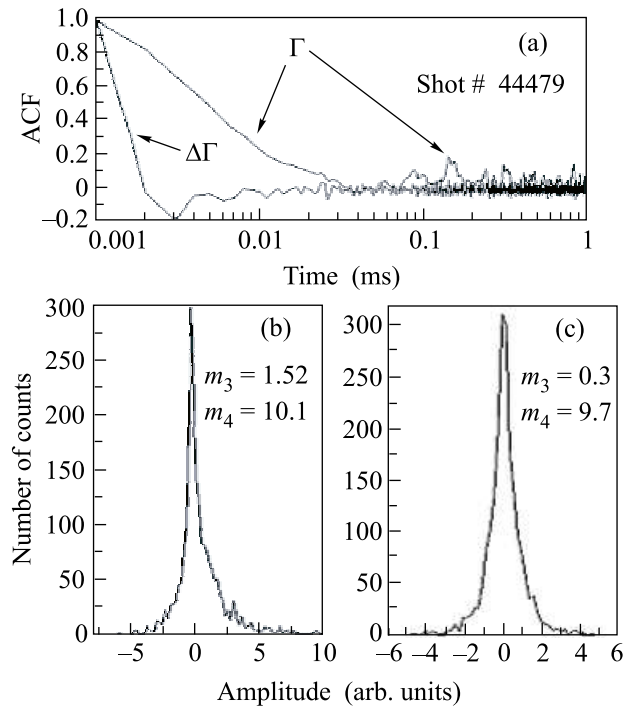 1.0
(a)
0.8
Γ
Shot # 44479
0.6
ACF
0.4
ΔΓ
0.2
0
–0.2
0.001 0.01 0.1 1
Time (ms)
300
(b)
250
m3 = 1.52
m4 = 10.1
200
150
100
50
0
–5 0 5 10
Number of counts
300
(c)
250
m3 = 0.3
m4 = 9.7
200
150
100
50
0
–6 –4 –2 0 2 4 6
Amplitude (arb. units)